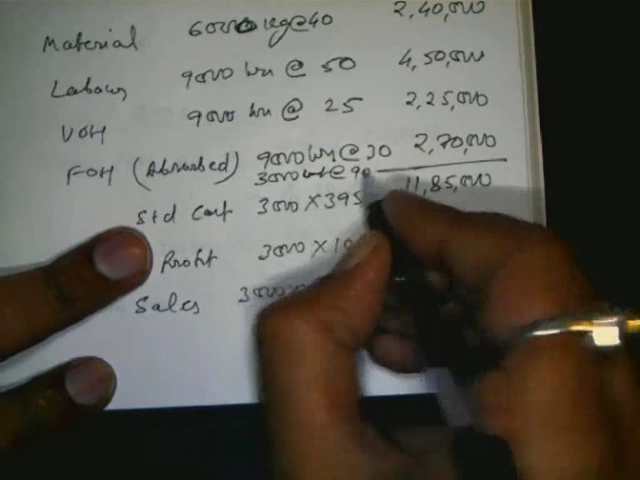 Material 6000 kg @ 40 2,40,000
Labour 9000 hrs @ 50 4,50,000
VOH 9000 hrs @ 25 2,25,000
FOH (Absorbed) 9000 hrs @ 30 2,70,000
3000 unt @ 90
Std Cost 3000 X 395 11,85,000
Profit 3000 X
Sales 3000